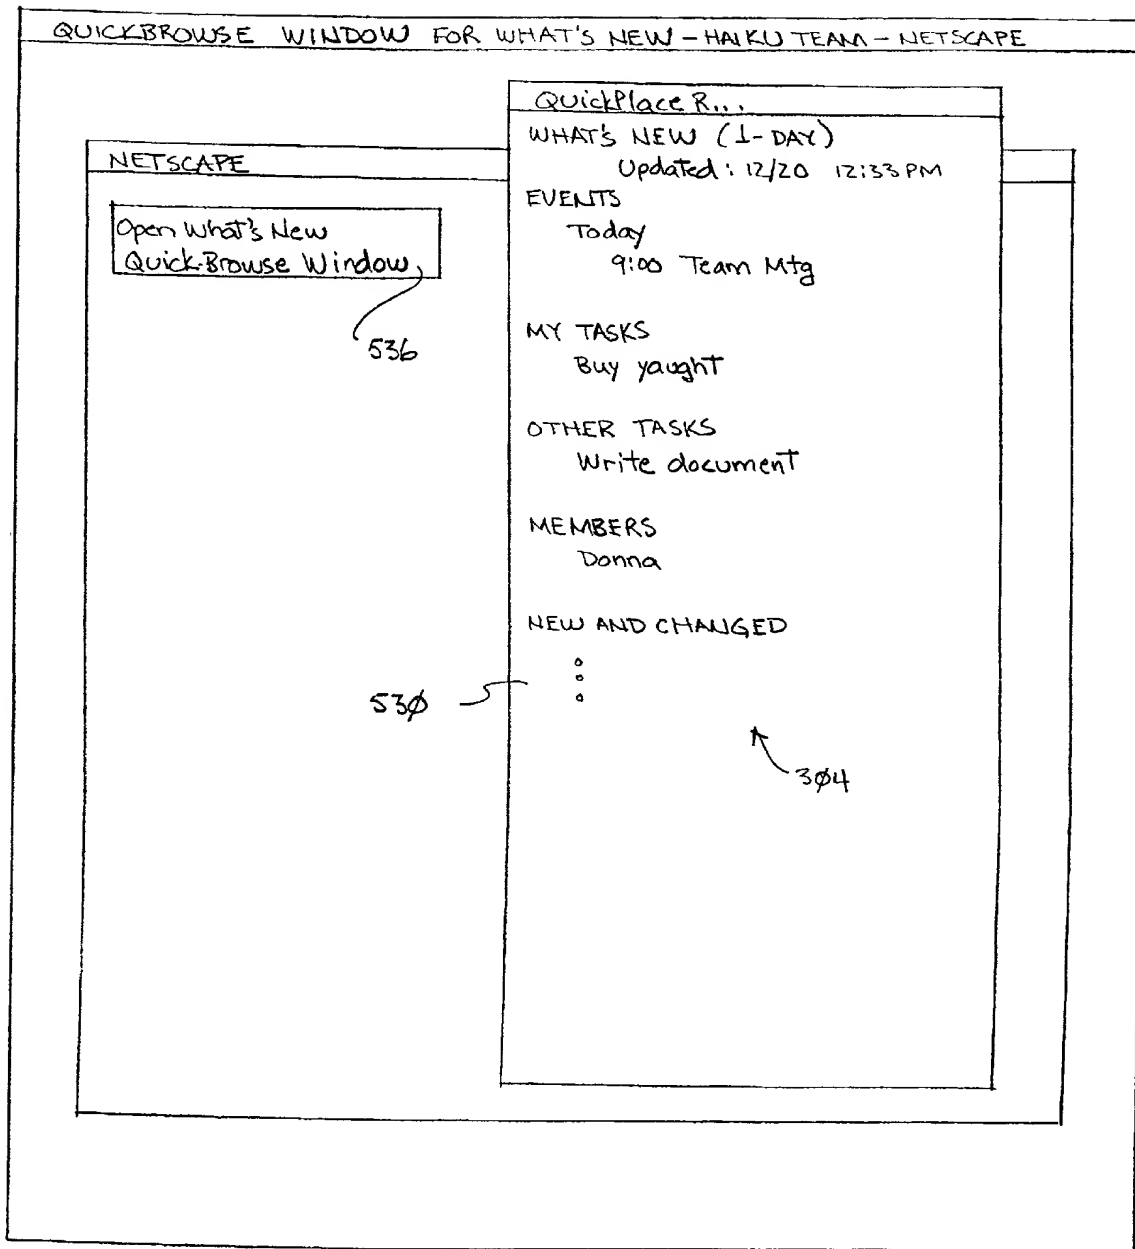 QUICKBROWSE WINDOW FOR WHAT'S NEW - HAIKU TEAM - NETSCAPE
NETSCAPE
Open What's New
Quick-Browse Window
536
QuickPlace R...
WHAT'S NEW (1-DAY)
Updated: 12/20 12:33 PM
EVENTS
Today
9:00 Team Mtg
MY TASKS
Buy yaught
OTHER TASKS
Write document
MEMBERS
Donna
NEW AND CHANGED
530
304